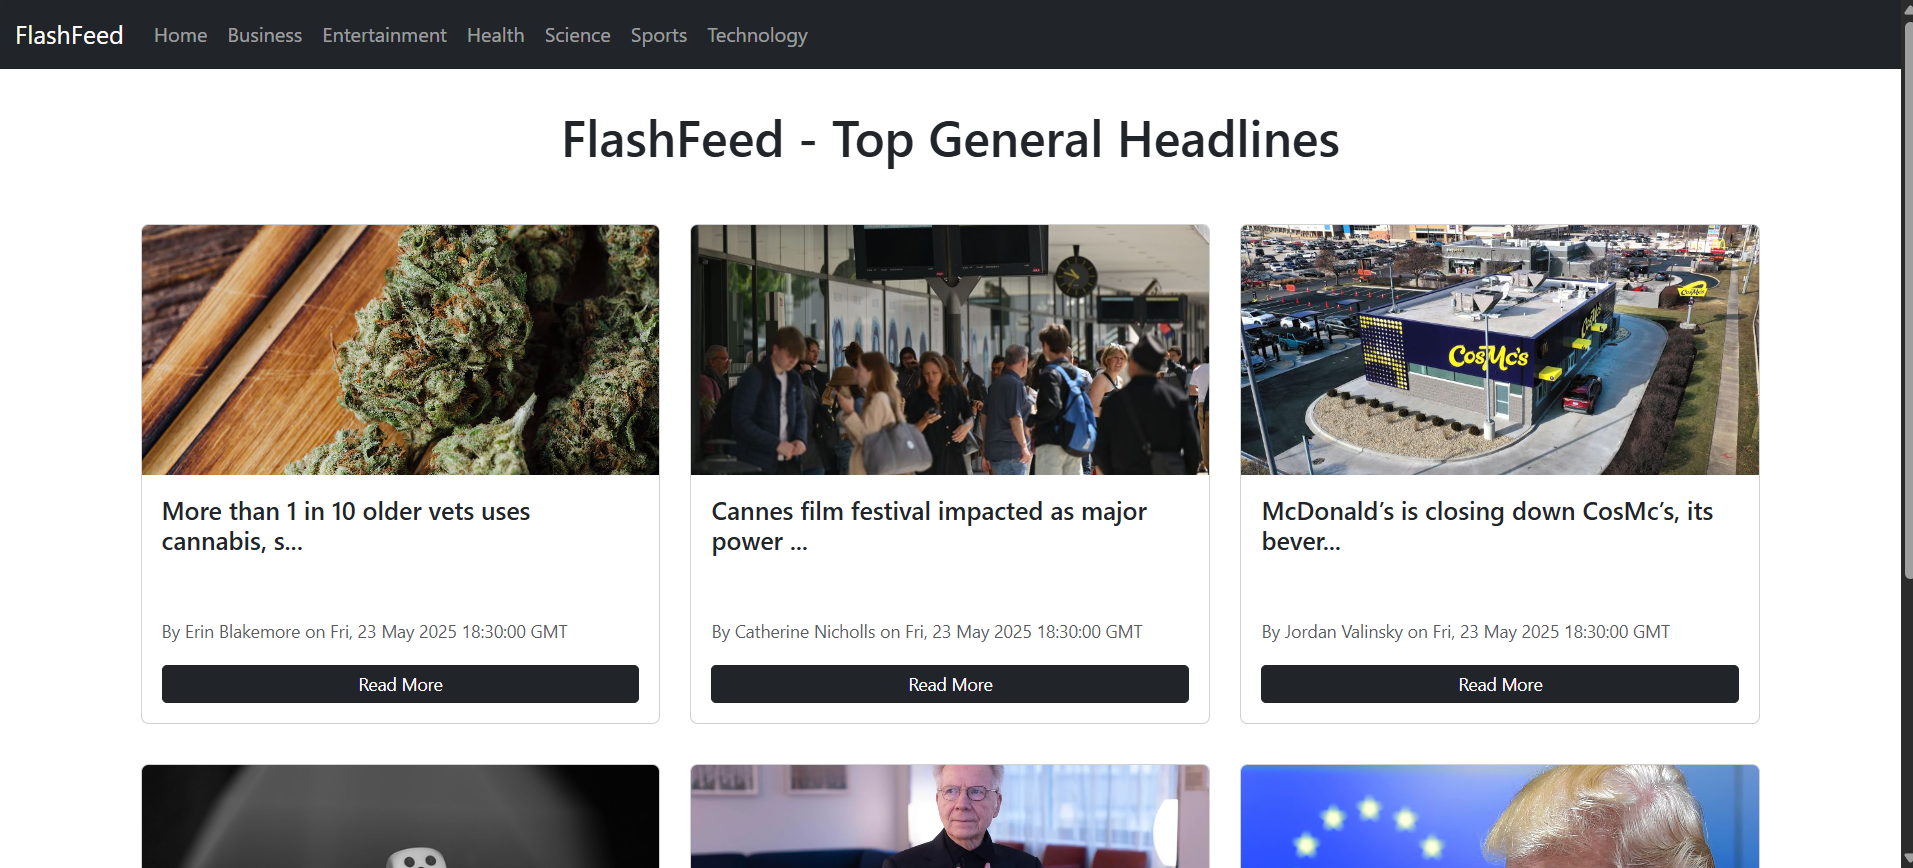 FlashFeed Home Business Entertainment Health Science Sports Technology
FlashFeed - Top General Headlines
CosMc's
CosMc's
CosMc's
More than 1 in 10 older vets uses
cannabis, s...
By Erin Blakemore on Fri, 23 May 2025 18:30:00 GMT
Read More
Cannes film festival impacted as major
power ...
By Catherine Nicholls on Fri, 23 May 2025 18:30:00 GMT
Read More
McDonald’s is closing down CosMc’s, its
bever...
By Jordan Valinsky on Fri, 23 May 2025 18:30:00 GMT
Read More